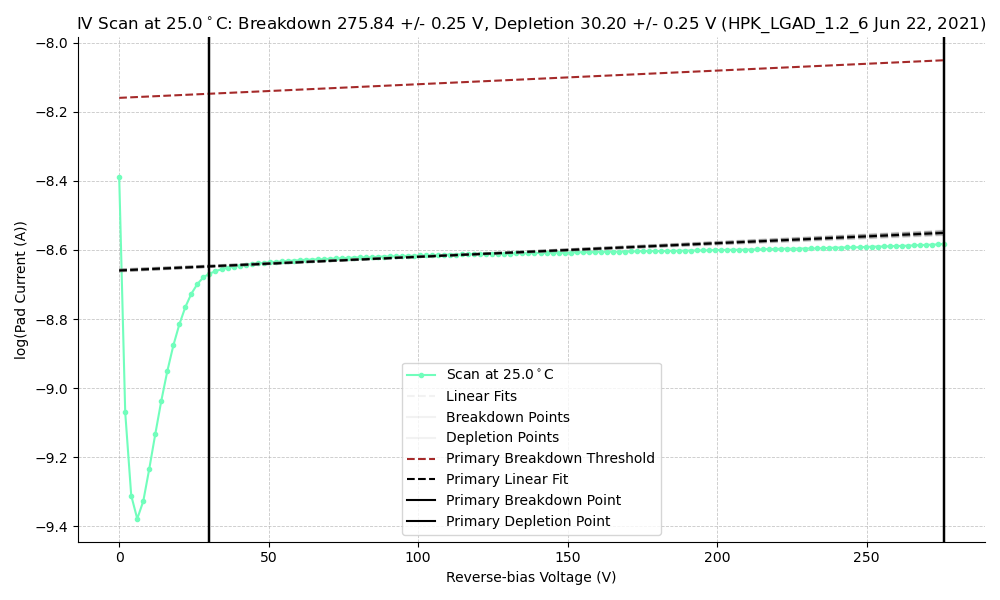 IV Scan at 25.0°C: Breakdown 275.84 +/- 0.25 V, Depletion 30.20 +/- 0.25 V (HPK_LGAD_1.2_6 Jun 22, 2021)
−8.0
−8.2
−8.4
−8.6
−8.8
−9.0
−9.2
−9.4
log(Pad Current (A))
Scan at 25.0°C
Linear Fits
Breakdown Points
Depletion Points
Primary Breakdown Threshold
Primary Linear Fit
Primary Breakdown Point
Primary Depletion Point
0 50 100 150 200 250
Reverse-bias Voltage (V)